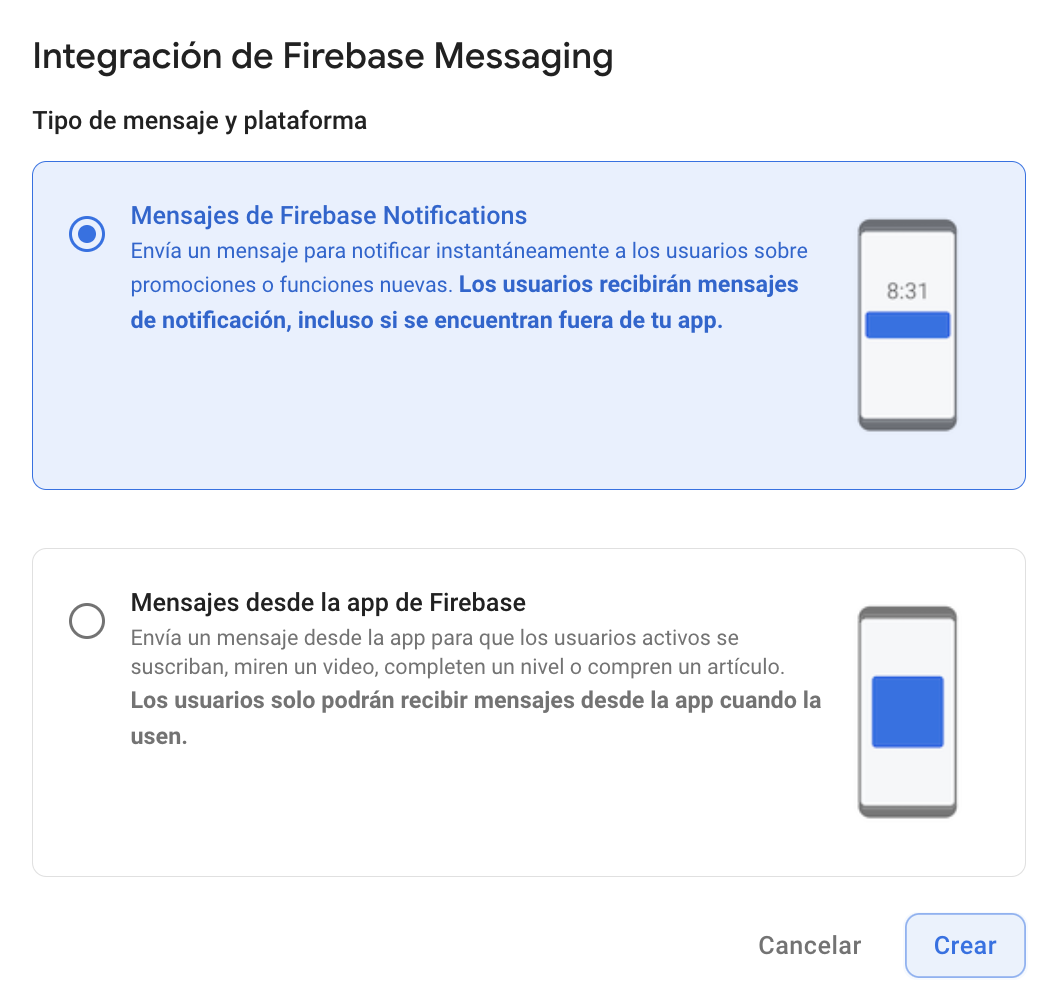 Integración de Firebase Messaging
Tipo de mensaje y plataforma
Mensajes de Firebase Notifications
Envía un mensaje para notificar instantáneamente a los usuarios sobre
promociones o funciones nuevas. Los usuarios recibirán mensajes
de notificación, incluso si se encuentran fuera de tu app.
8:31
Mensajes desde la app de Firebase
Envía un mensaje desde la app para que los usuarios activos se
suscriban, miren un video, completen un nivel o compren un artículo.
Los usuarios solo podrán recibir mensajes desde la app cuando la
usen.
Cancelar
Crear